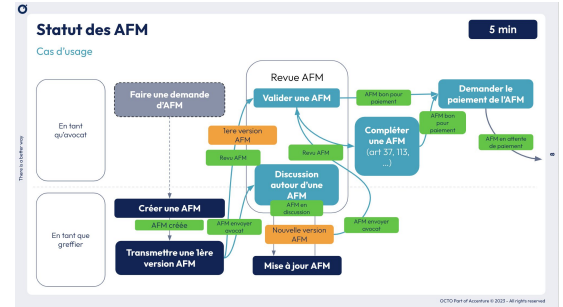 Statut des AFM
5 min
Cas d'usage
Revue AFM
Faire une demande
d'AFM
Valider une AFM
AFM bon pour
paiement
Demander le
paiement de l'AFM
En tant
qu'avocat
1ere version
AFM
Revu AFM
Revu AFM
Compléter
une AFM
(art 37, 113,
...)
AFM bon
pour
paiement
AFM en attente
de paiement
There is a better way
8
Discussion
autour d'une
AFM
Créer une AFM
AFM en
discussion
AFM créée
AFM envoyer
avocat
AFM envoyer
avocat
Nouvelle version
AFM
En tant que
greffier
Transmettre une 1ère
version AFM
Mise à jour AFM
OCTO Part of Accenture © 2023 - All rights reserved